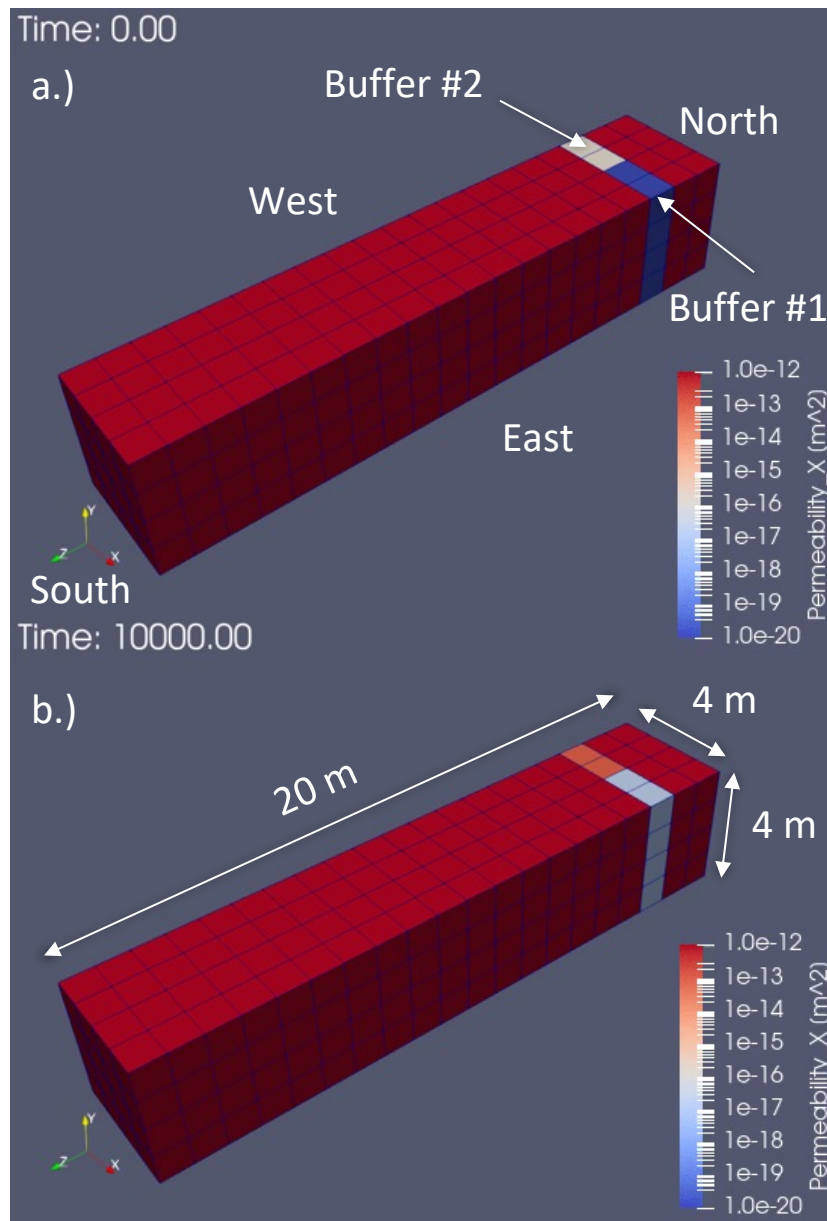 Time: 0.00
a.)
Buffer #2
North
West
Buffer #1
East
1.0e-12
1e-13
1e-14
1e-15
1e-16
1e-17
1e-18
1e-19
1.0e-20
Permeability_X (m^2)
Y
Z
X
South
Time: 10000.00
b.)
4 m
20 m
4 m
1.0e-12
1e-13
1e-14
1e-15
1e-16
1e-17
1e-18
1e-19
1.0e-20
Permeability_X (m^2)
Y
Z
X